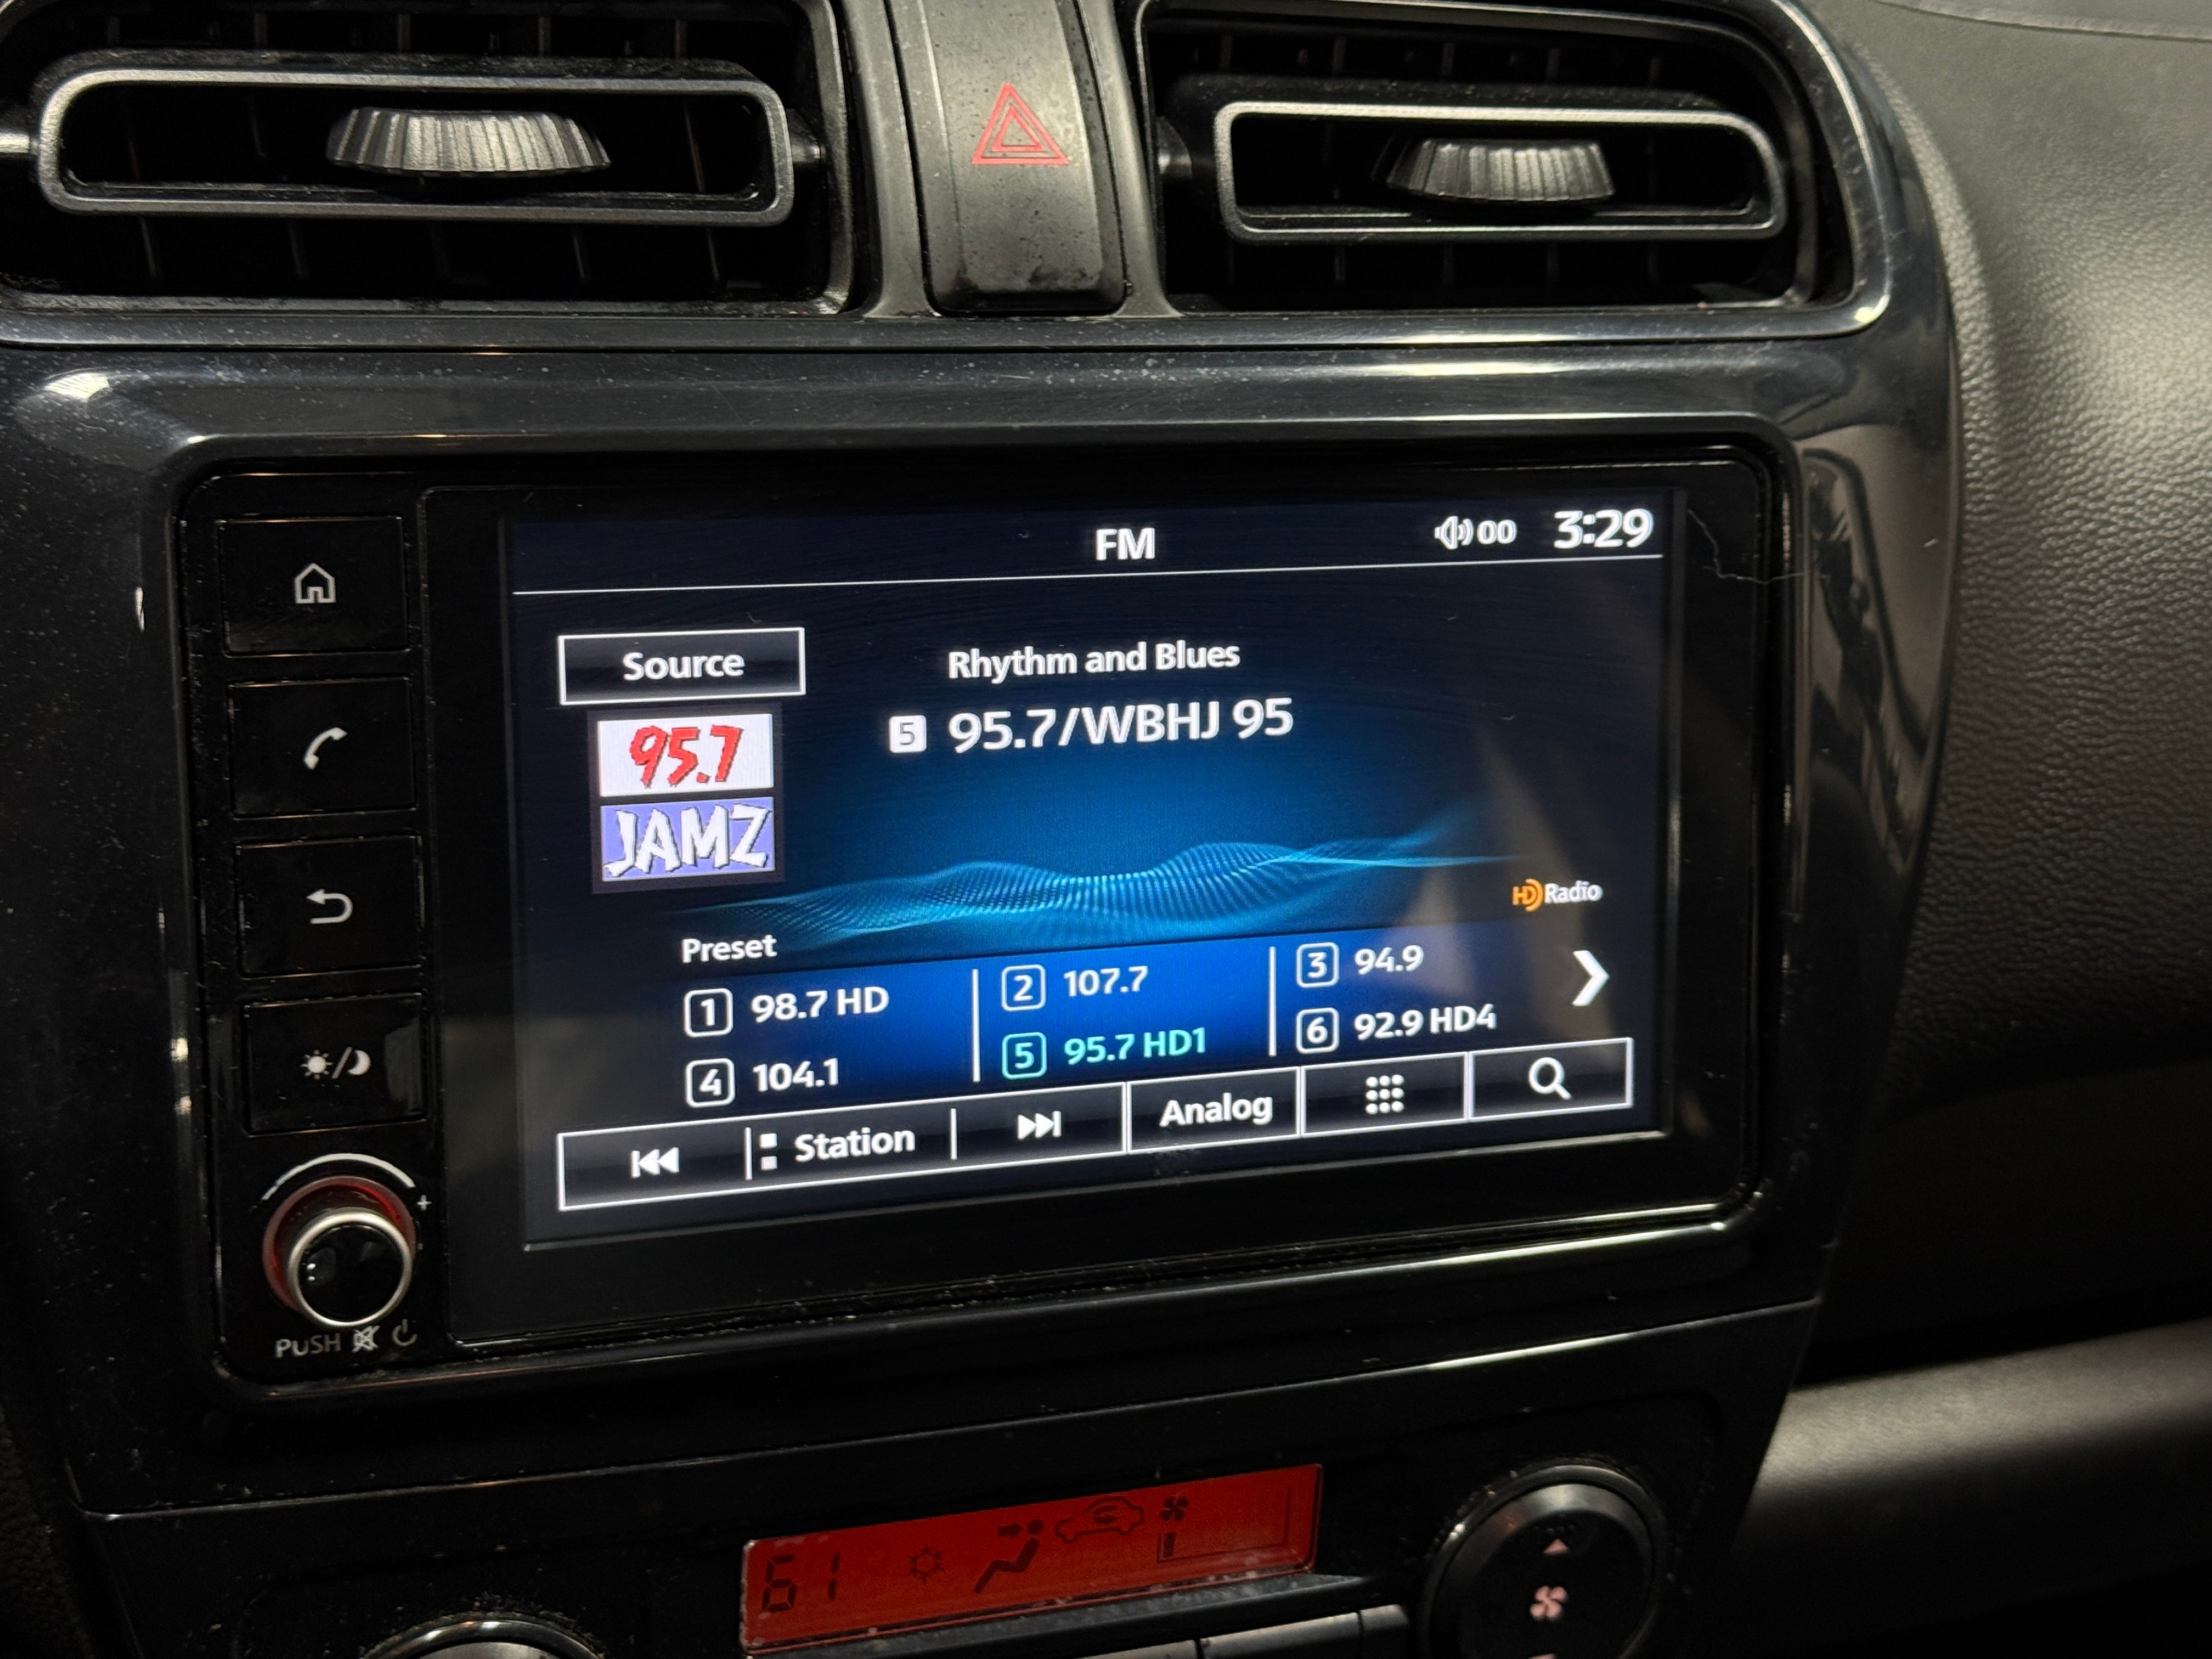 FM 00 3:29
Source
Rhythm and Blues
5 95.7/WBHJ 95
95.7
JAMZ
HD Radio
Preset
1 98.7 HD 2 107.7 3 94.9
4 104.1 5 95.7 HD1 6 92.9 HD4
Station Analog
+
PUSH
61